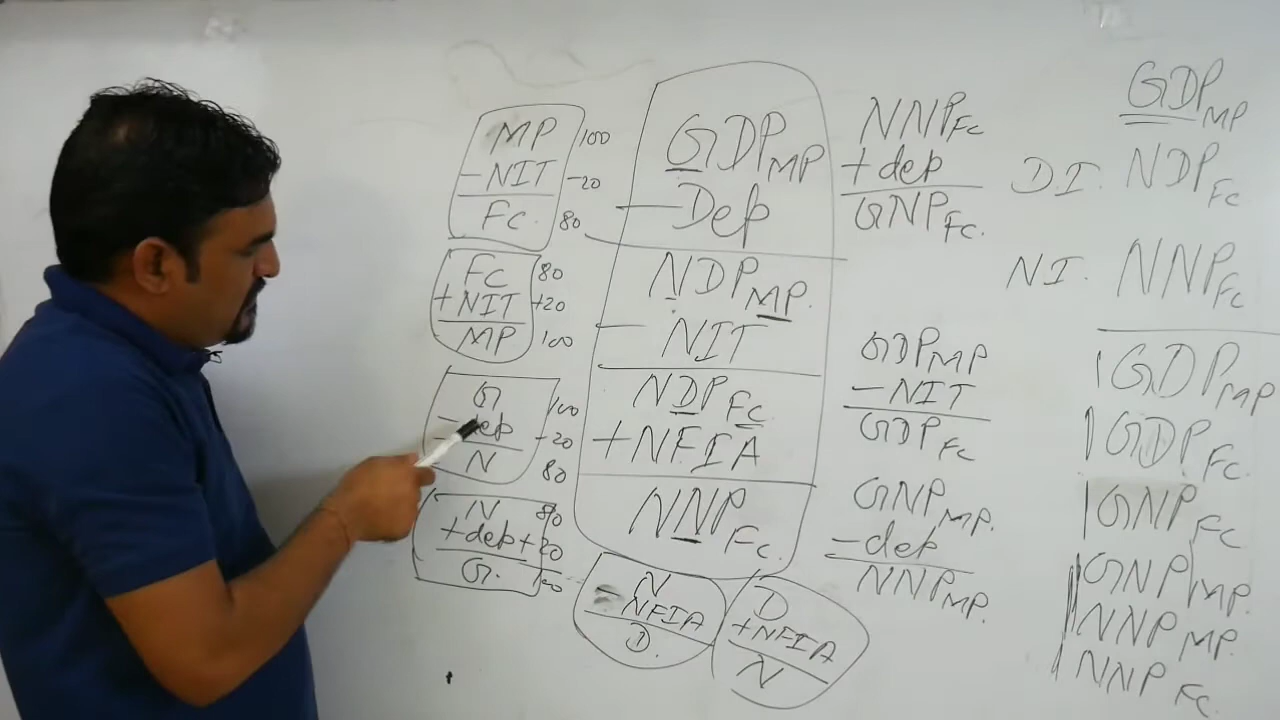 MP 100
-NIT -20
FC. 80
FC 80
+NIT +20
MP 100
G 100
-dep -20
N 80
N 80
+dep +20
G. 100
GDP MP
-Dep
NDP MP.
-NIT
NDP FC
+NFIA
NNP FC.
N
-NFIA
D.
D
+NFIA
N
NNP FC
+dep
GNP FC.
GDP MP
-NIT
GDP FC
GNP MP.
-dep
NNP MP.
GDP MP
D I. NDP FC
NI. NNP FC
GDP MP
GDP FC.
GNP FC
GNP MP.
NNP MP.
NNP FC.